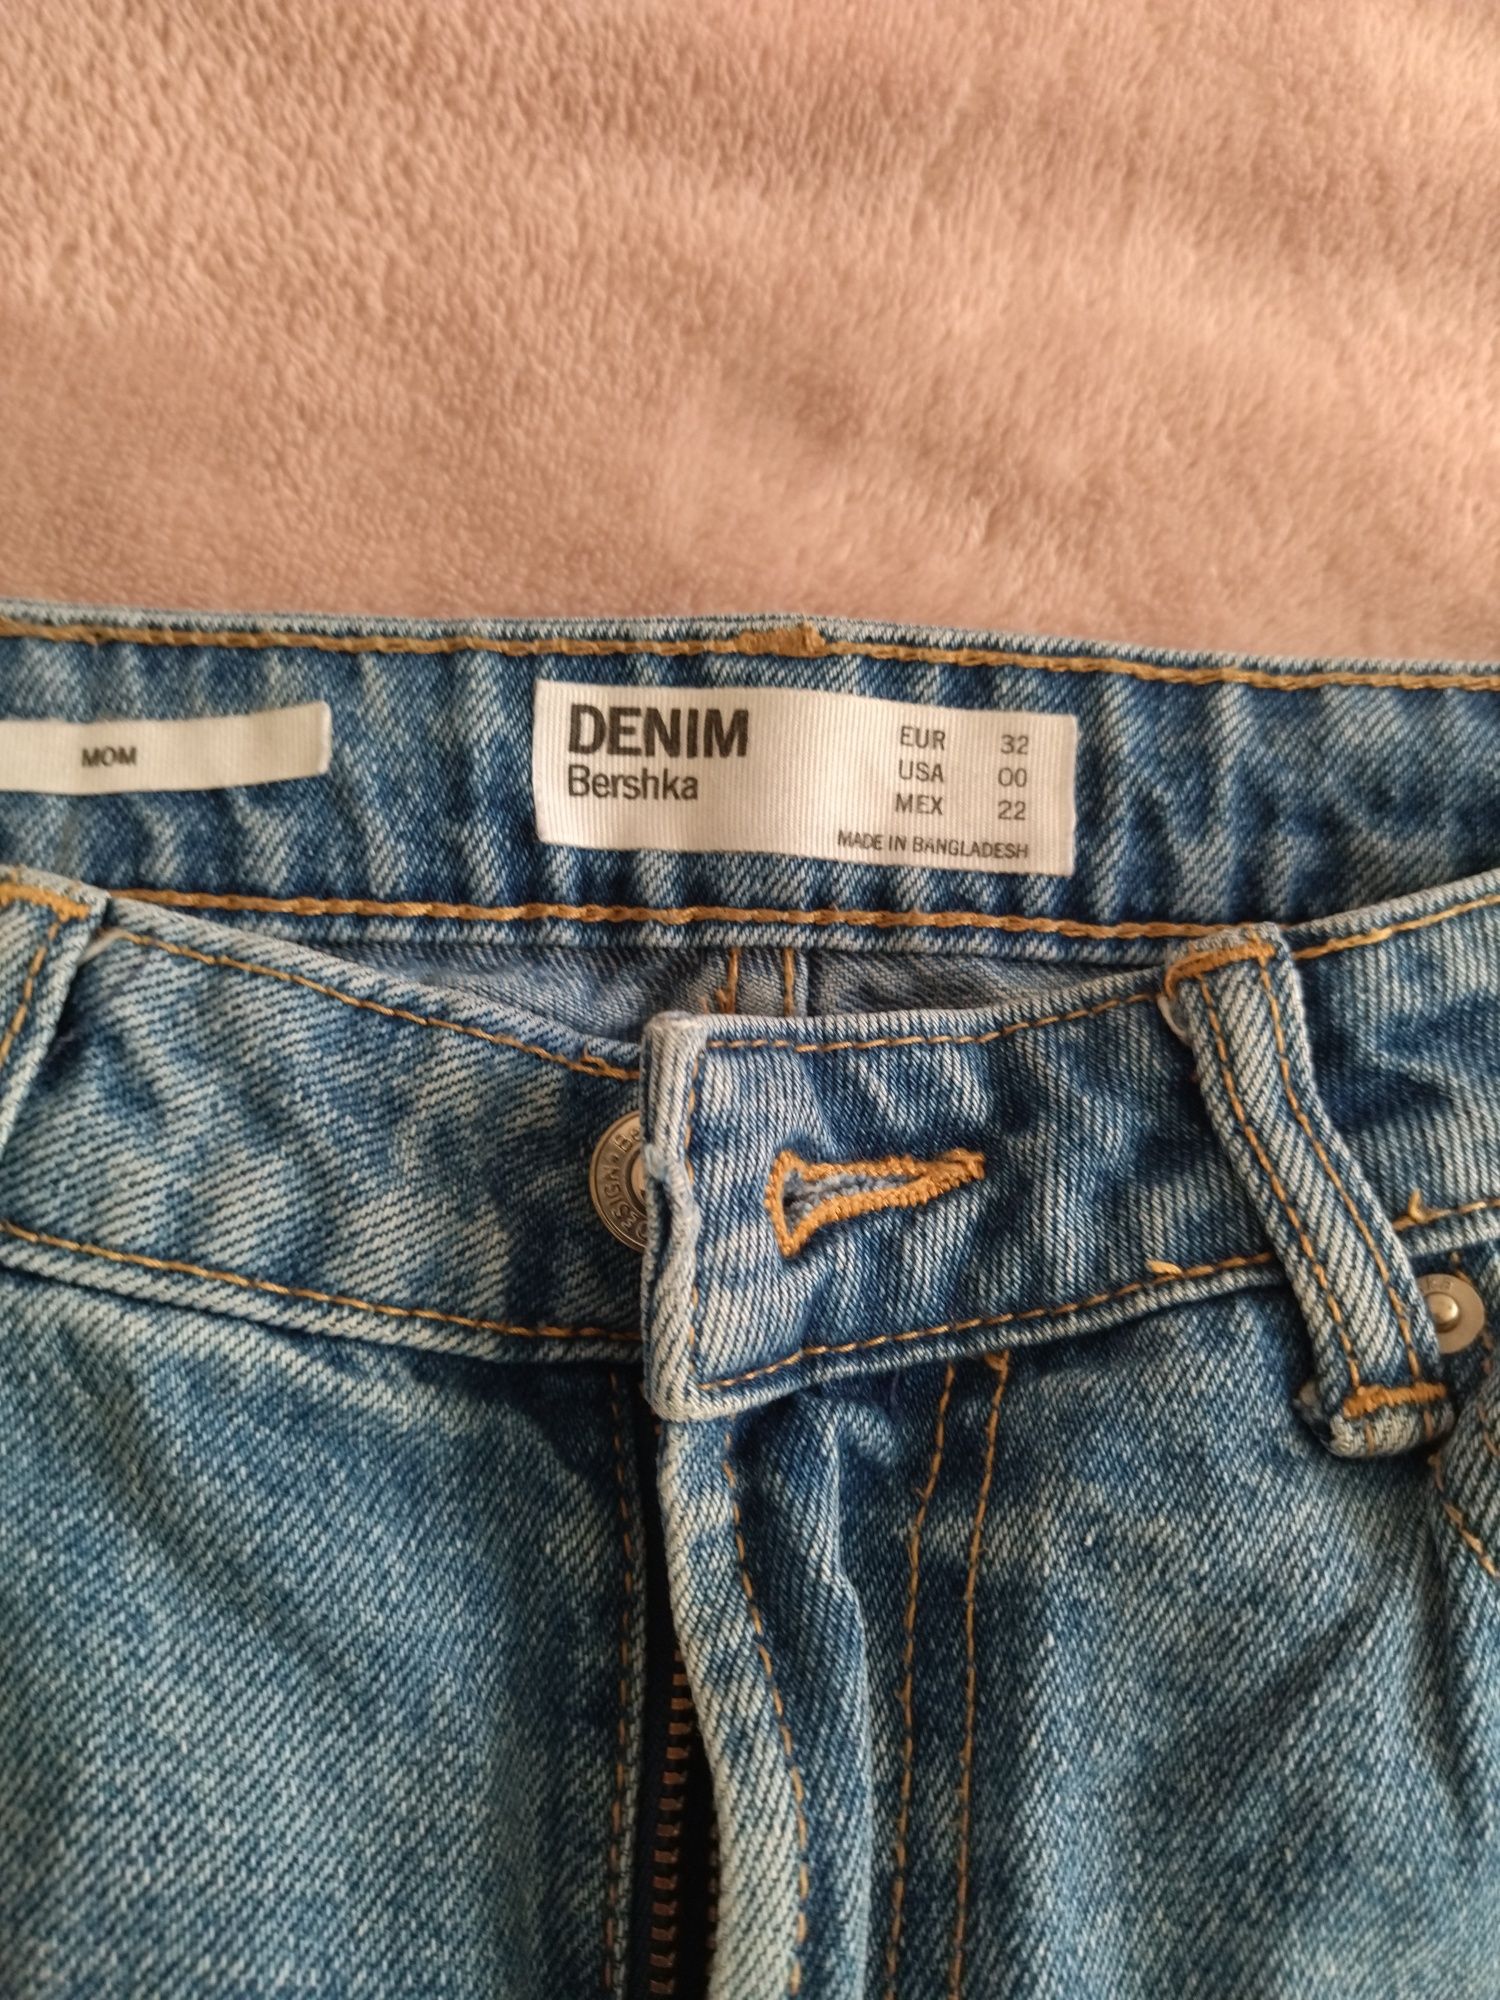 MOM
DENIM
Bershka
EUR 32
USA 00
MEX 22
MADE IN BANGLADESH